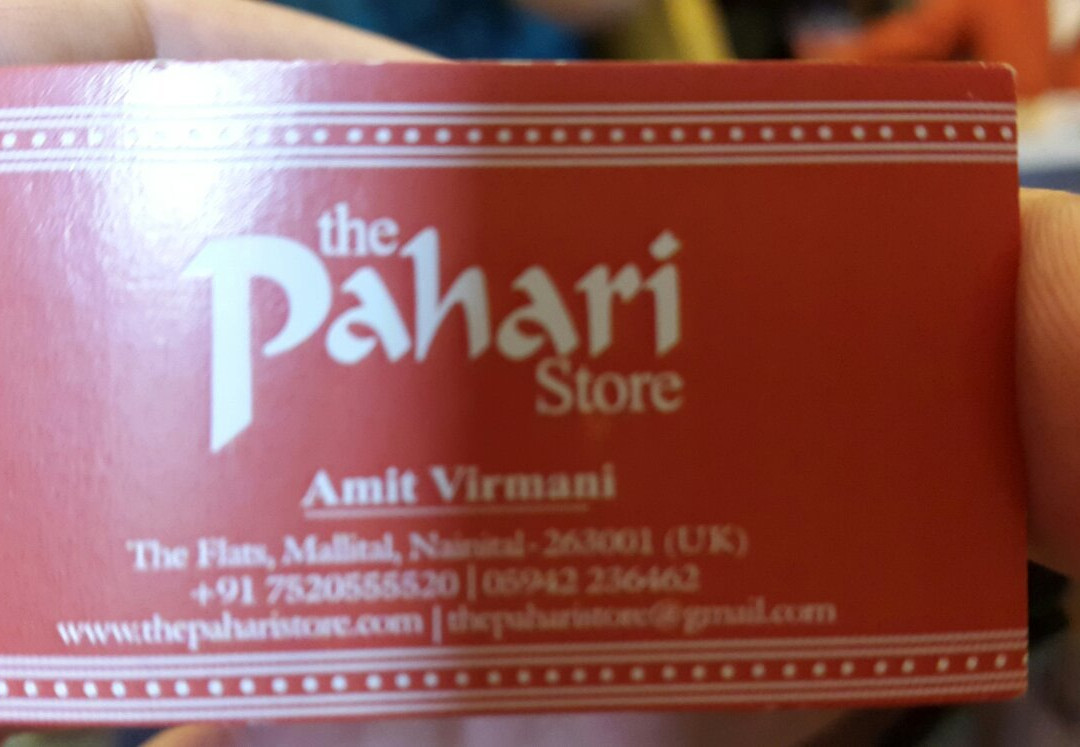 the
Pahari
Store
Amit Virmani
The Flats, Mallital, Nainital - 263001 (UK)
+91 7520555520 | 05942 236462
www.thepaharistore.com | thepaharistore@gmail.com